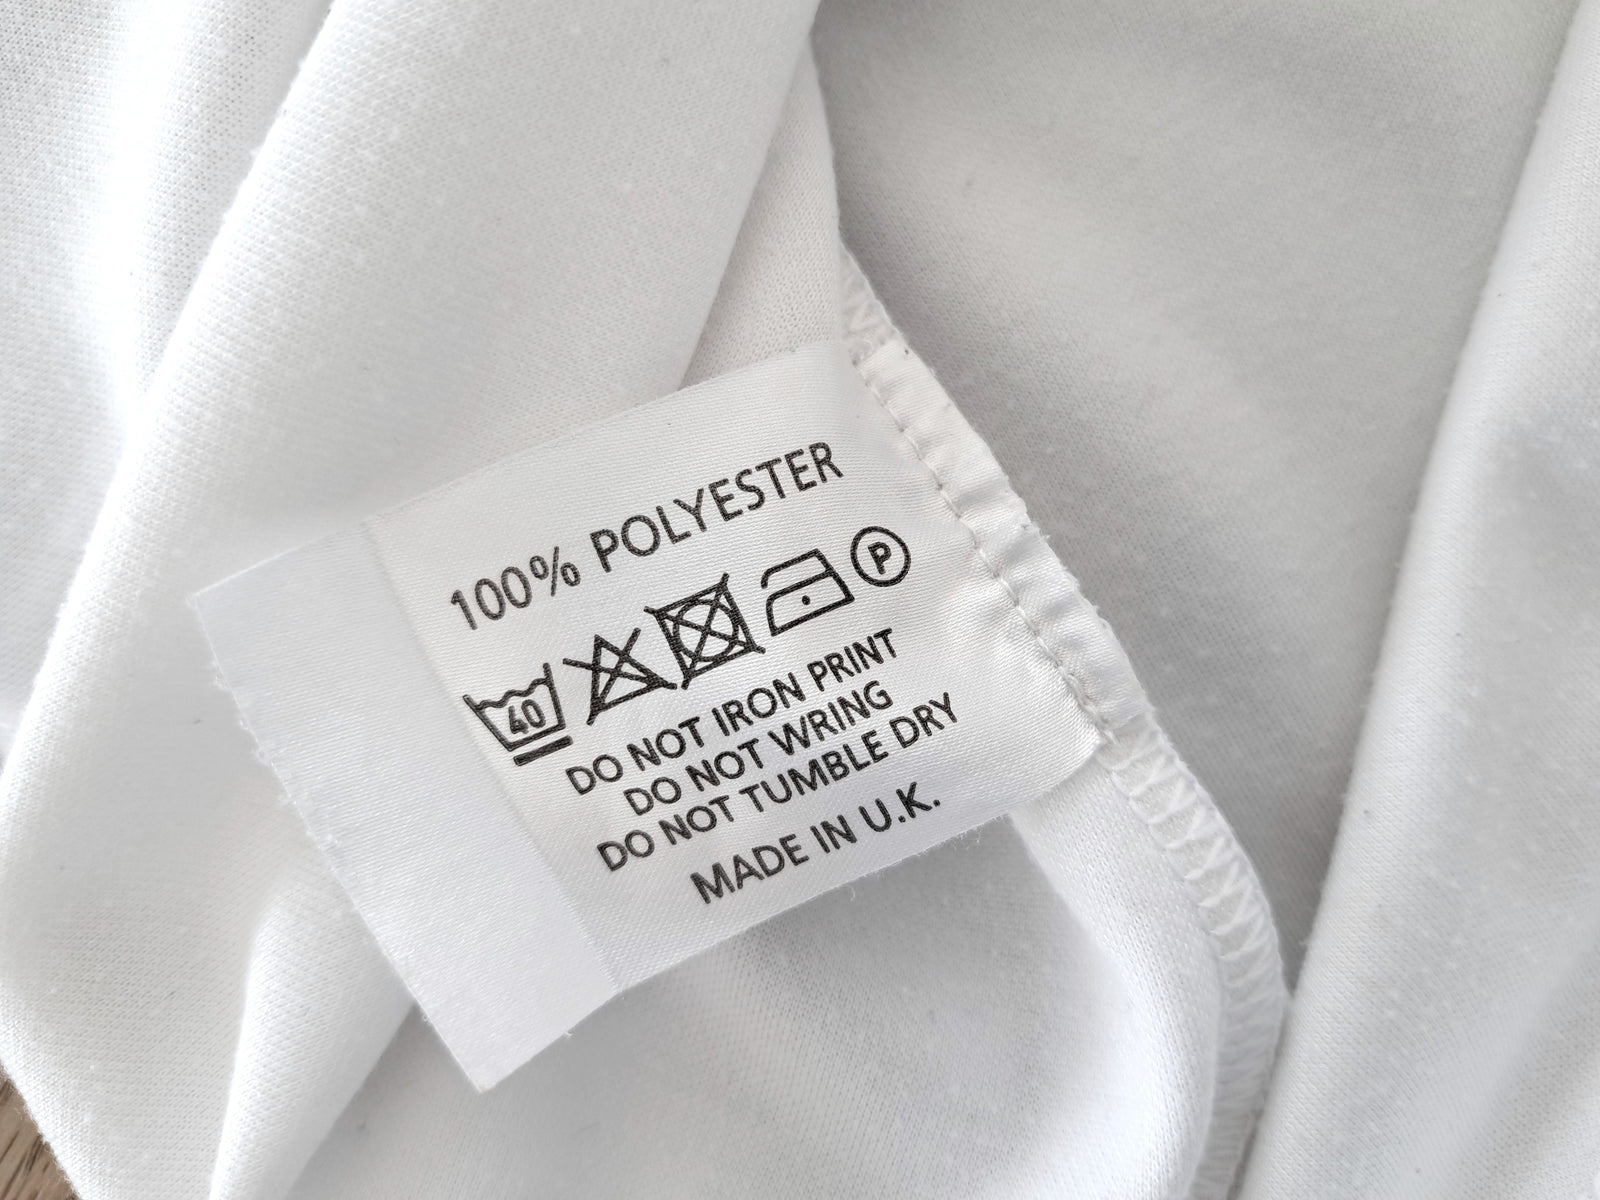 100% POLYESTER
40 P
DO NOT IRON PRINT
DO NOT WRING
DO NOT TUMBLE DRY
MADE IN U.K.